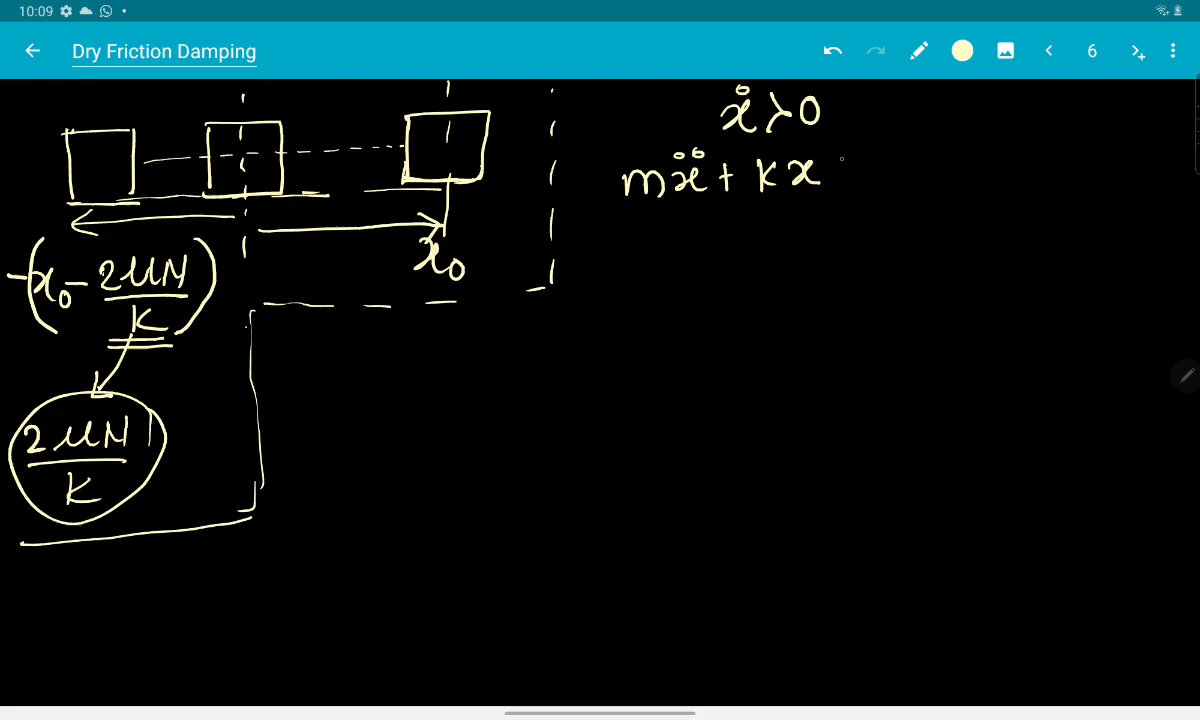 10:09
Dry Friction Damping
6
ẋ > 0
mẍ + kx
x₀
-(x₀ - 2μN/K)
2μN/K